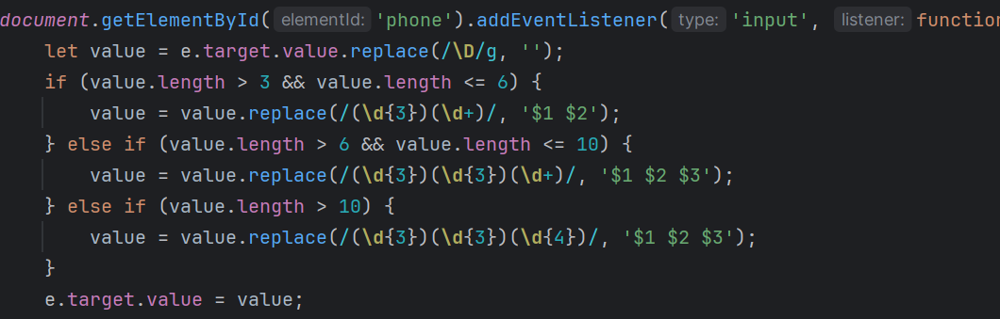 document.getElementById( elementId: 'phone').addEventListener( type: 'input', listener: function
let value = e.target.value.replace(/\D/g, '');
if (value.length > 3 && value.length <= 6) {
value = value.replace(/(\d{3})(\d+)/, '$1 $2');
} else if (value.length > 6 && value.length <= 10) {
value = value.replace(/(\d{3})(\d{3})(\d+)/, '$1 $2 $3');
} else if (value.length > 10) {
value = value.replace(/(\d{3})(\d{3})(\d{4})/, '$1 $2 $3');
}
e.target.value = value;